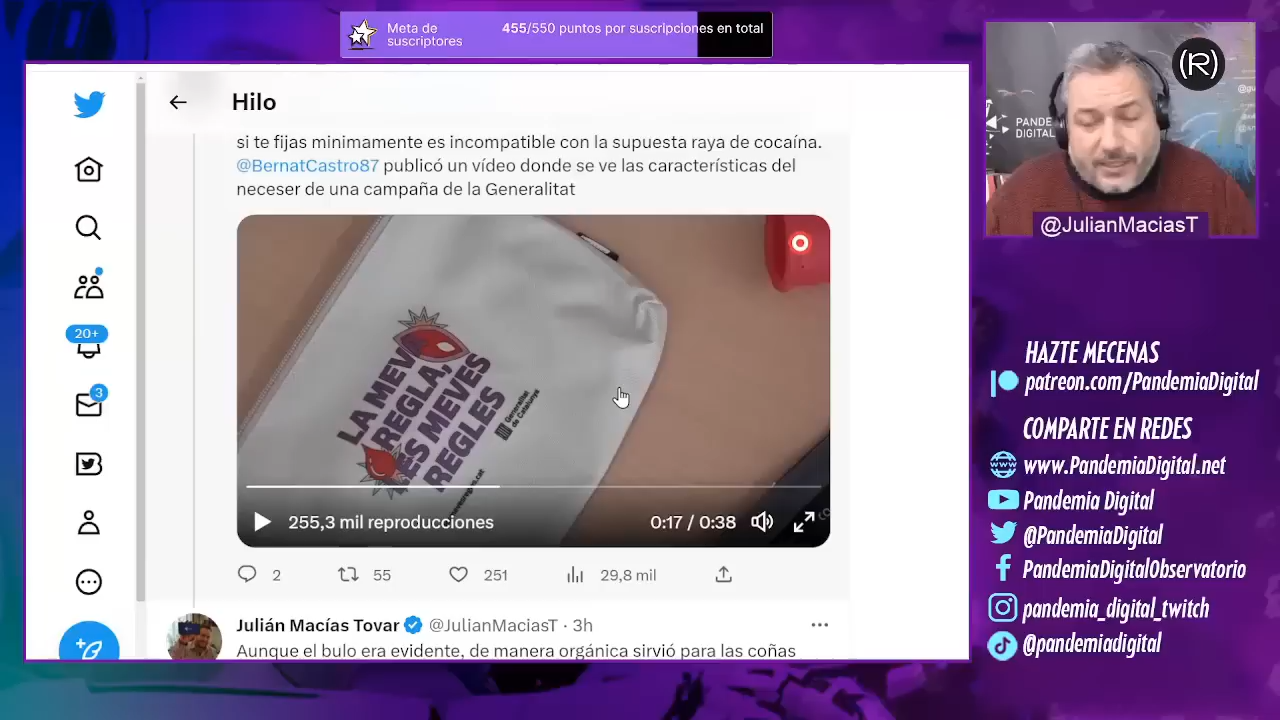 Meta de
suscriptores
455/550 puntos por suscripciones en total
Hilo
si te fijas minimamente es incompatible con la supuesta raya de cocaína.
@BernatCastro87 publicó un vídeo donde se ve las características del
neceser de una campaña de la Generalitat
LA MEVA
REGLA,
ES MEVES
REGLES
Generalitat
de Catalunya
255,3 mil reproducciones
0:17 / 0:38
2
55
251
29,8 mil
Julián Macías Tovar @JulianMaciasT · 3h
Aunque el bulo era evidente, de manera orgánica sirvió para las coñas
20+
3
(R)
PANDE
DIGITAL
@JulianMaciasT
HAZTE MECENAS
patreon.com/PandemiaDigital
COMPARTE EN REDES
www.PandemiaDigital.net
Pandemia Digital
@PandemiaDigital
PandemiaDigitalObservatorio
pandemia_digital_twitch
@pandemiadigital